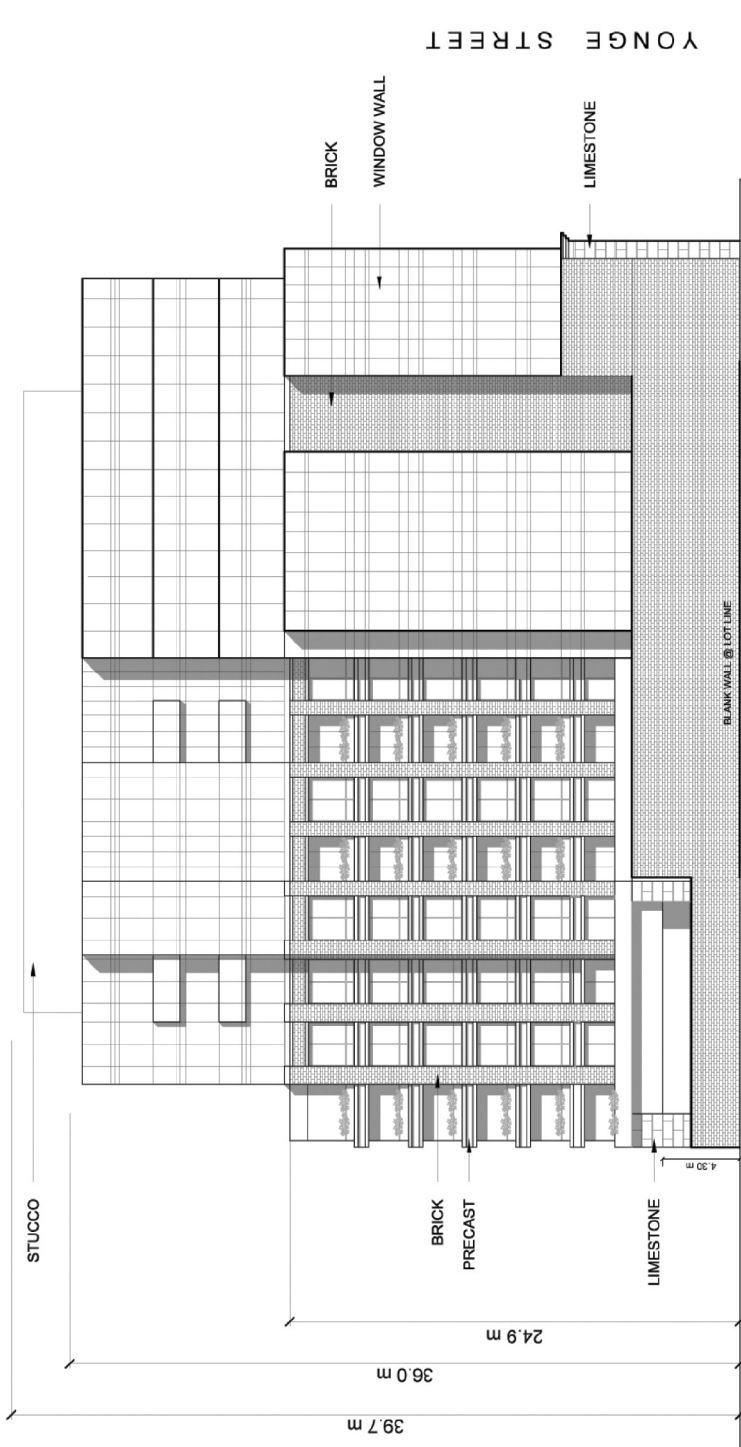 YONGE STREET
BRICK
WINDOW WALL
LIMESTONE
BLANK WALL @ LOT LINE
STUCCO
BRICK
PRECAST
LIMESTONE
4.30 m
24.9 m
36.0 m
39.7 m